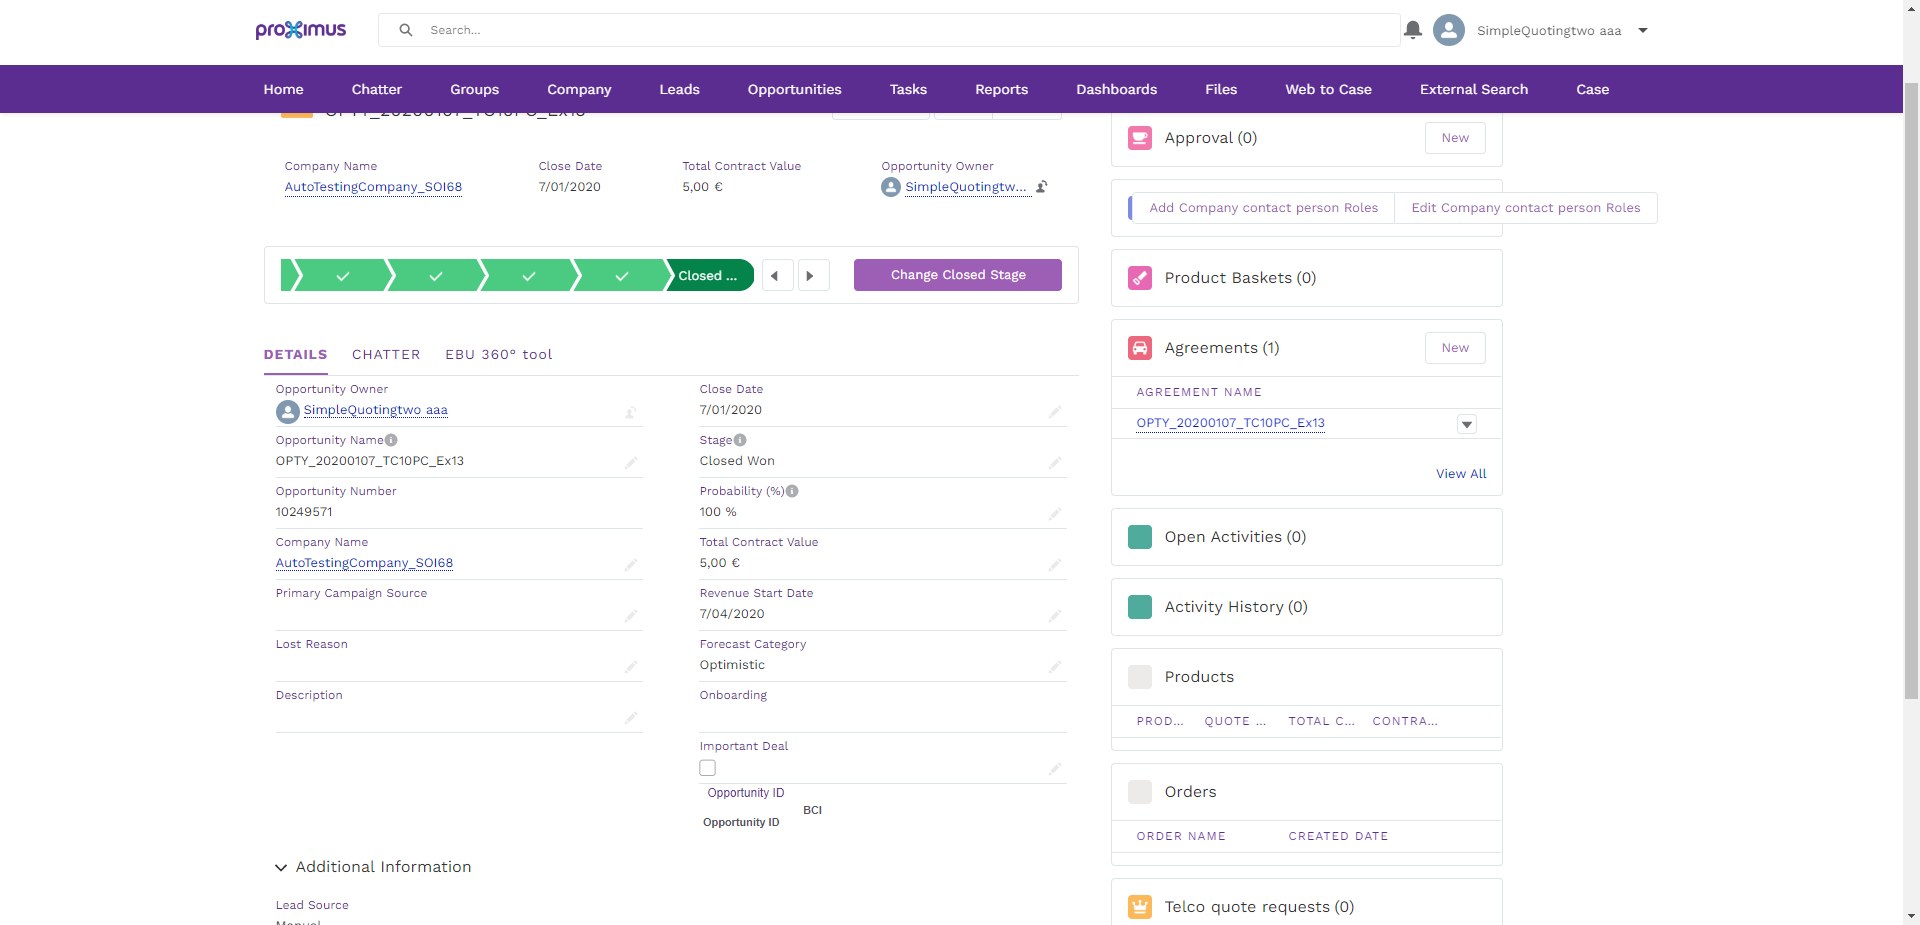 proximus
Search...
SimpleQuotingtwo aaa
Home Chatter Groups Company Leads Opportunities Tasks Reports Dashboards Files Web to Case External Search Case
OPTY_20200107_TC10PC_Ex13
Company Name Close Date Total Contract Value Opportunity Owner
AutoTestingCompany_SOI68 7/01/2020 5,00 € SimpleQuotingtw...
Closed ...
Change Closed Stage
DETAILS CHATTER EBU 360° tool
Opportunity Owner
SimpleQuotingtwo aaa
Opportunity Name
OPTY_20200107_TC10PC_Ex13
Opportunity Number
10249571
Company Name
AutoTestingCompany_SOI68
Primary Campaign Source
Lost Reason
Description
Close Date
7/01/2020
Stage
Closed Won
Probability (%)
100 %
Total Contract Value
5,00 €
Revenue Start Date
7/04/2020
Forecast Category
Optimistic
Onboarding
Important Deal
Opportunity ID
BCI
Opportunity ID
Additional Information
Lead Source
Manual
Approval (0)
New
Add Company contact person Roles
Edit Company contact person Roles
Product Baskets (0)
Agreements (1)
New
AGREEMENT NAME
OPTY_20200107_TC10PC_Ex13
View All
Open Activities (0)
Activity History (0)
Products
PROD... QUOTE ... TOTAL C... CONTRA...
Orders
ORDER NAME CREATED DATE
Telco quote requests (0)